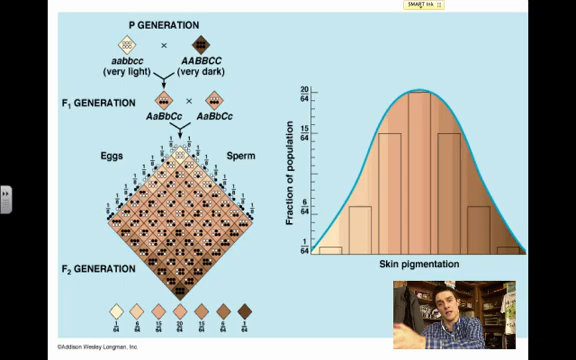 SMART Ink
P GENERATION
aabbcc
(very light)
×
AABBCC
(very dark)
F1 GENERATION
×
AaBbCc
AaBbCc
Eggs
Sperm
F2 GENERATION
1/64
6/64
15/64
20/64
15/64
6/64
1/64
Fraction of population
20/64
15/64
6/64
1/64
Skin pigmentation
©Addison Wesley Longman, Inc.